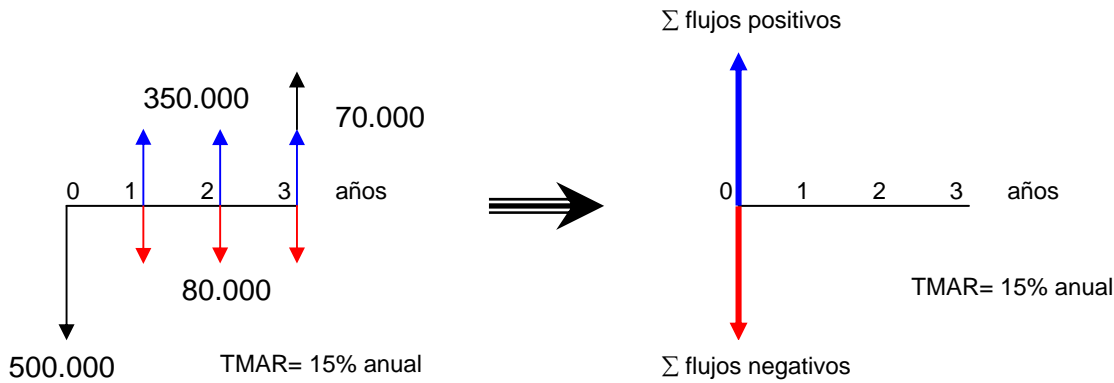 ∑ flujos positivos
350.000
70.000
0 1 2 3 años
80.000
500.000
TMAR= 15% anual
0 1 2 3 años
TMAR= 15% anual
∑ flujos negativos